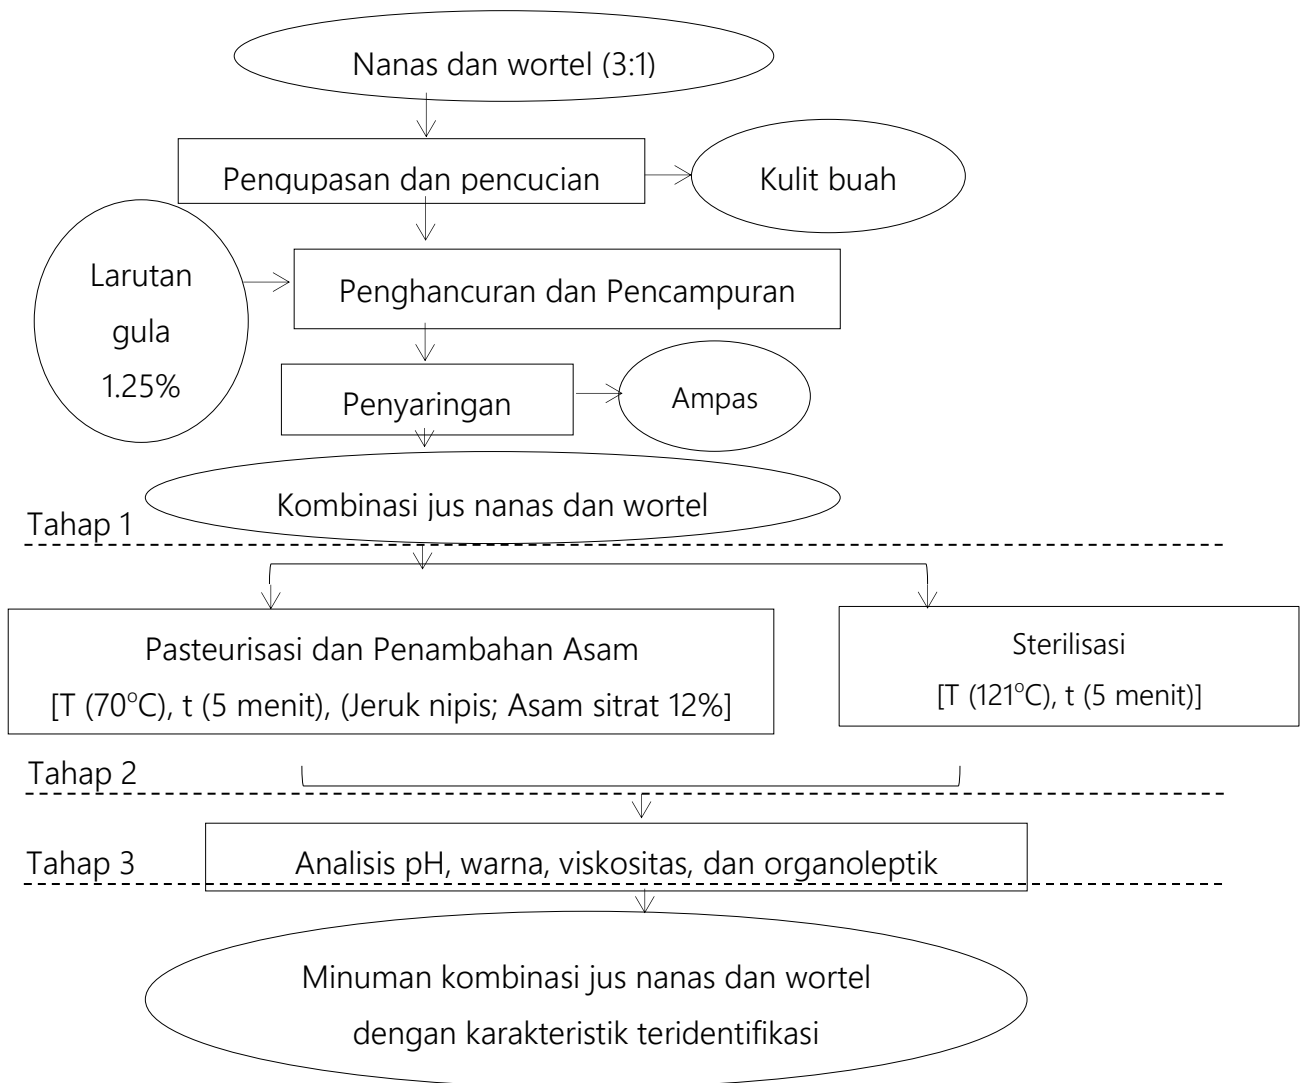 Nanas dan wortel (3:1)
Pengupasan dan pencucian
Kulit buah
Larutan
gula
1.25%
Penghancuran dan Pencampuran
Penyaringan
Ampas
Kombinasi jus nanas dan wortel
Tahap 1
Pasteurisasi dan Penambahan Asam
[T (70°C), t (5 menit), (Jeruk nipis; Asam sitrat 12%]
Sterilisasi
[T (121°C), t (5 menit)]
Tahap 2
Analisis pH, warna, viskositas, dan organoleptik
Tahap 3
Minuman kombinasi jus nanas dan wortel
dengan karakteristik teridentifikasi